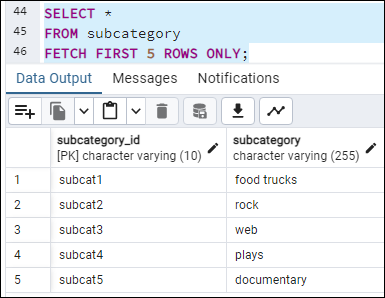 44 SELECT *
45 FROM subcategory
46 FETCH FIRST 5 ROWS ONLY;
Data Output Messages Notifications
subcategory_id subcategory
[PK] character varying (10) character varying (255)
1 subcat1 food trucks
2 subcat2 rock
3 subcat3 web
4 subcat4 plays
5 subcat5 documentary